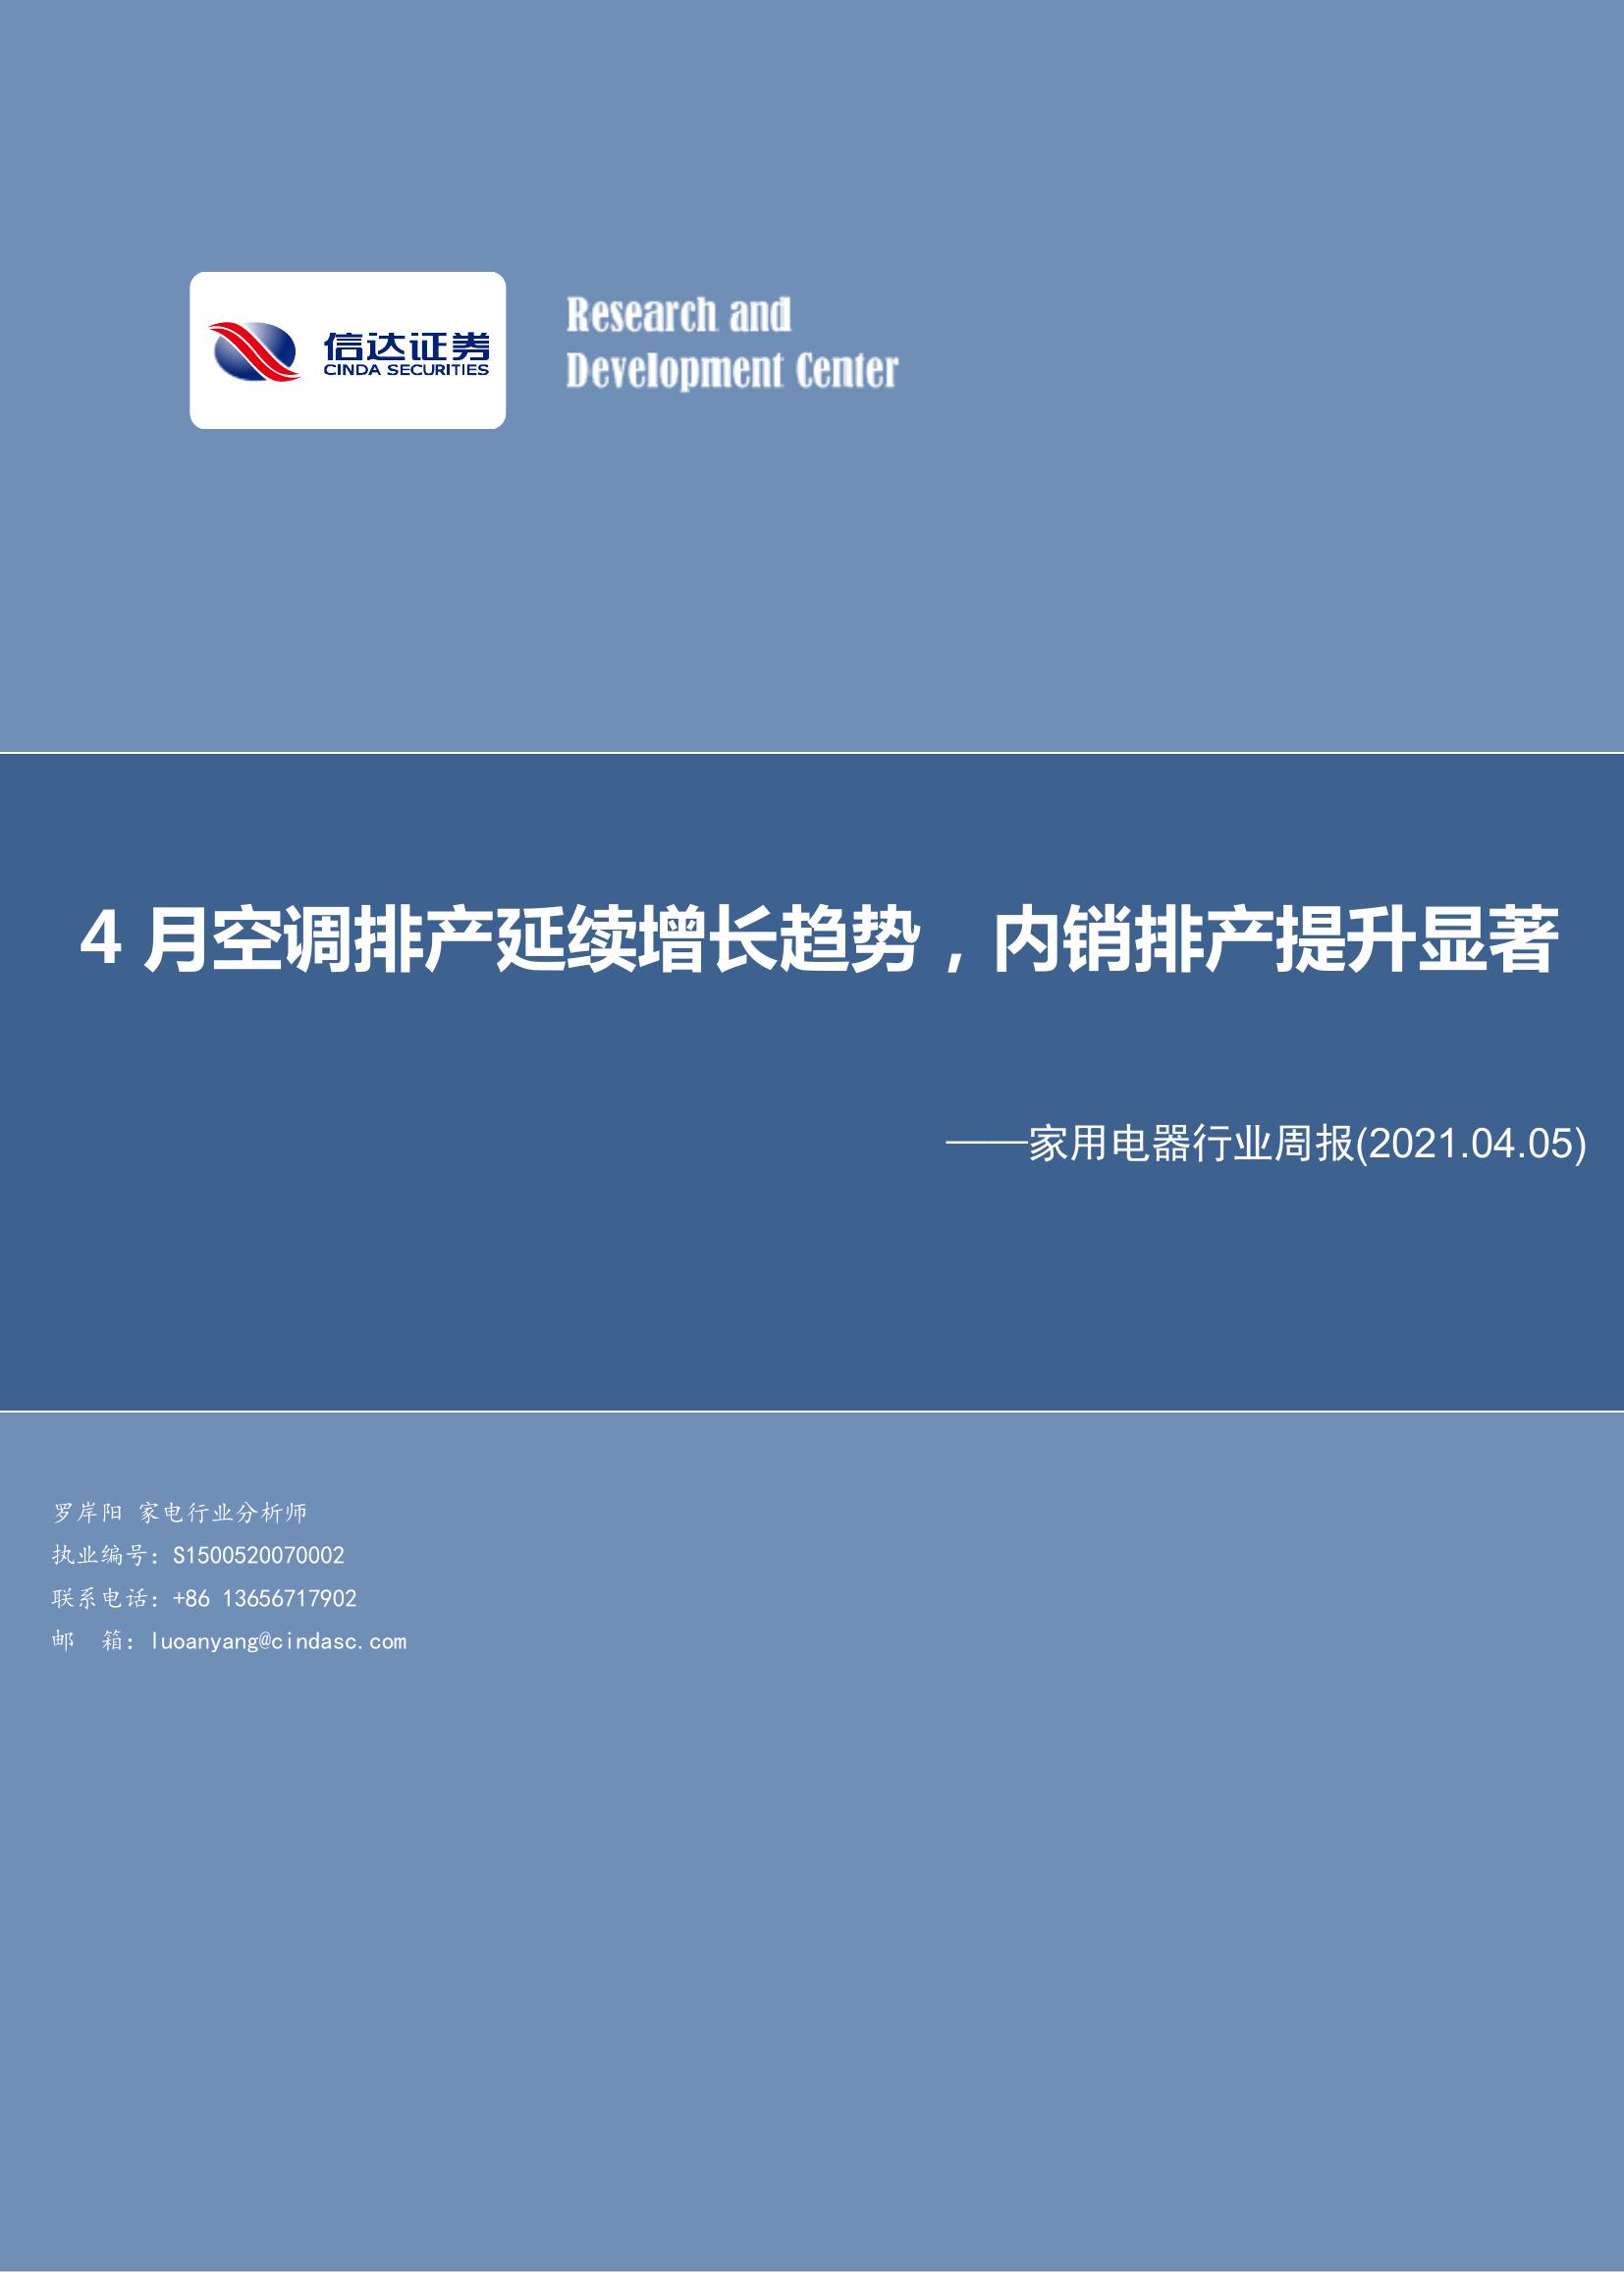 信达证券
CINDA SECURITIES
Research and
Development Center
4 月空调排产延续增长趋势，内销排产提升显著
——家用电器行业周报(2021.04.05)
罗岸阳 家电行业分析师
执业编号：S1500520070002
联系电话：+86 13656717902
邮 箱：luoanyang@cindasc.com